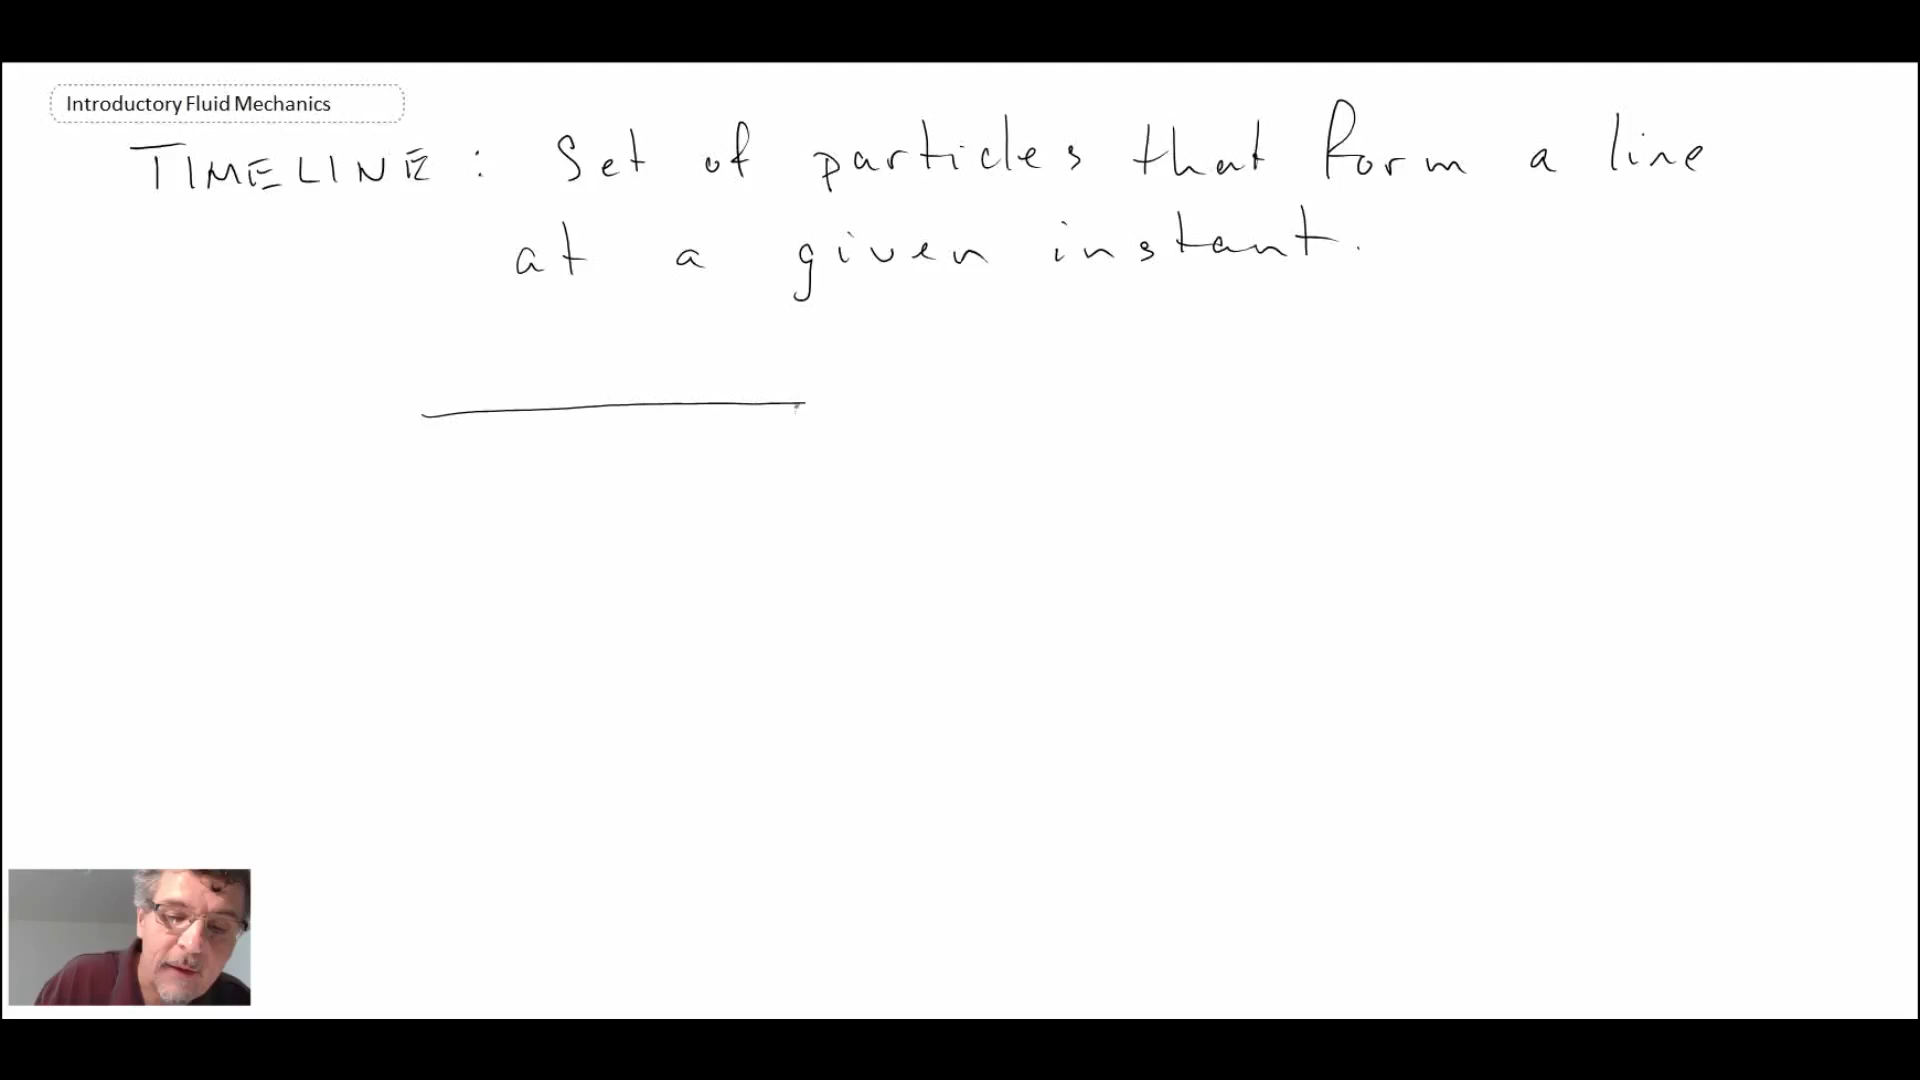 Introductory Fluid Mechanics
TIMELINE: Set of particles that form a line
at a given instant.